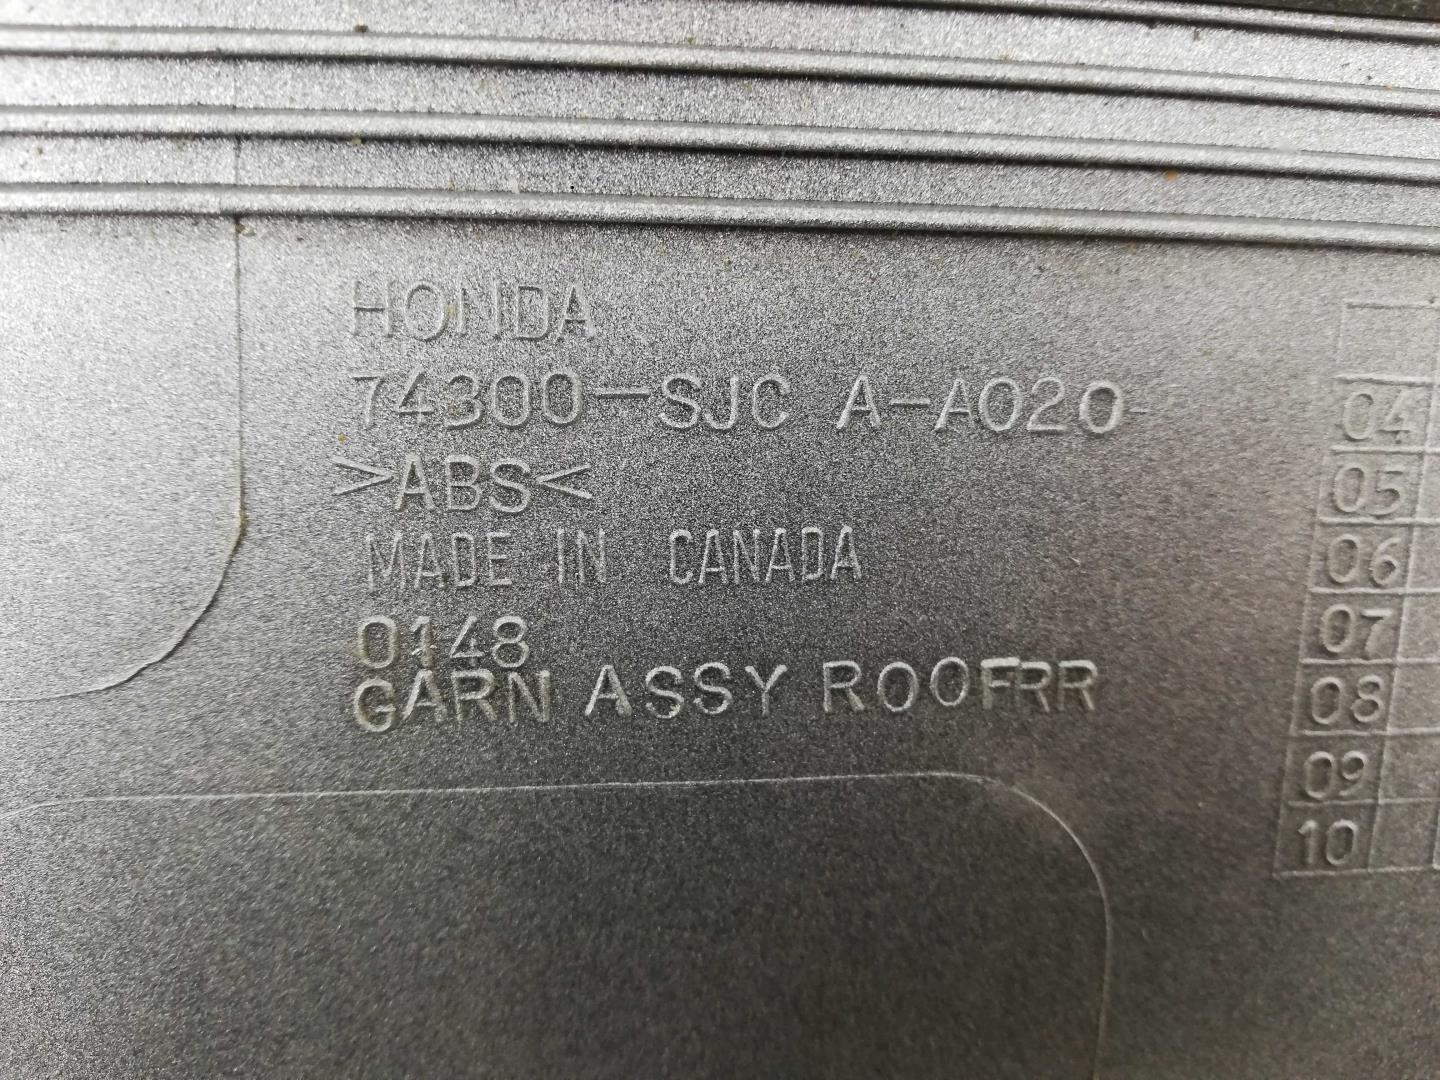 HONDA
74300-SJC A-A020-
>ABS<
MADE IN CANADA
0148
GARN ASSY ROOFRR
04
05
06
07
08
09
10